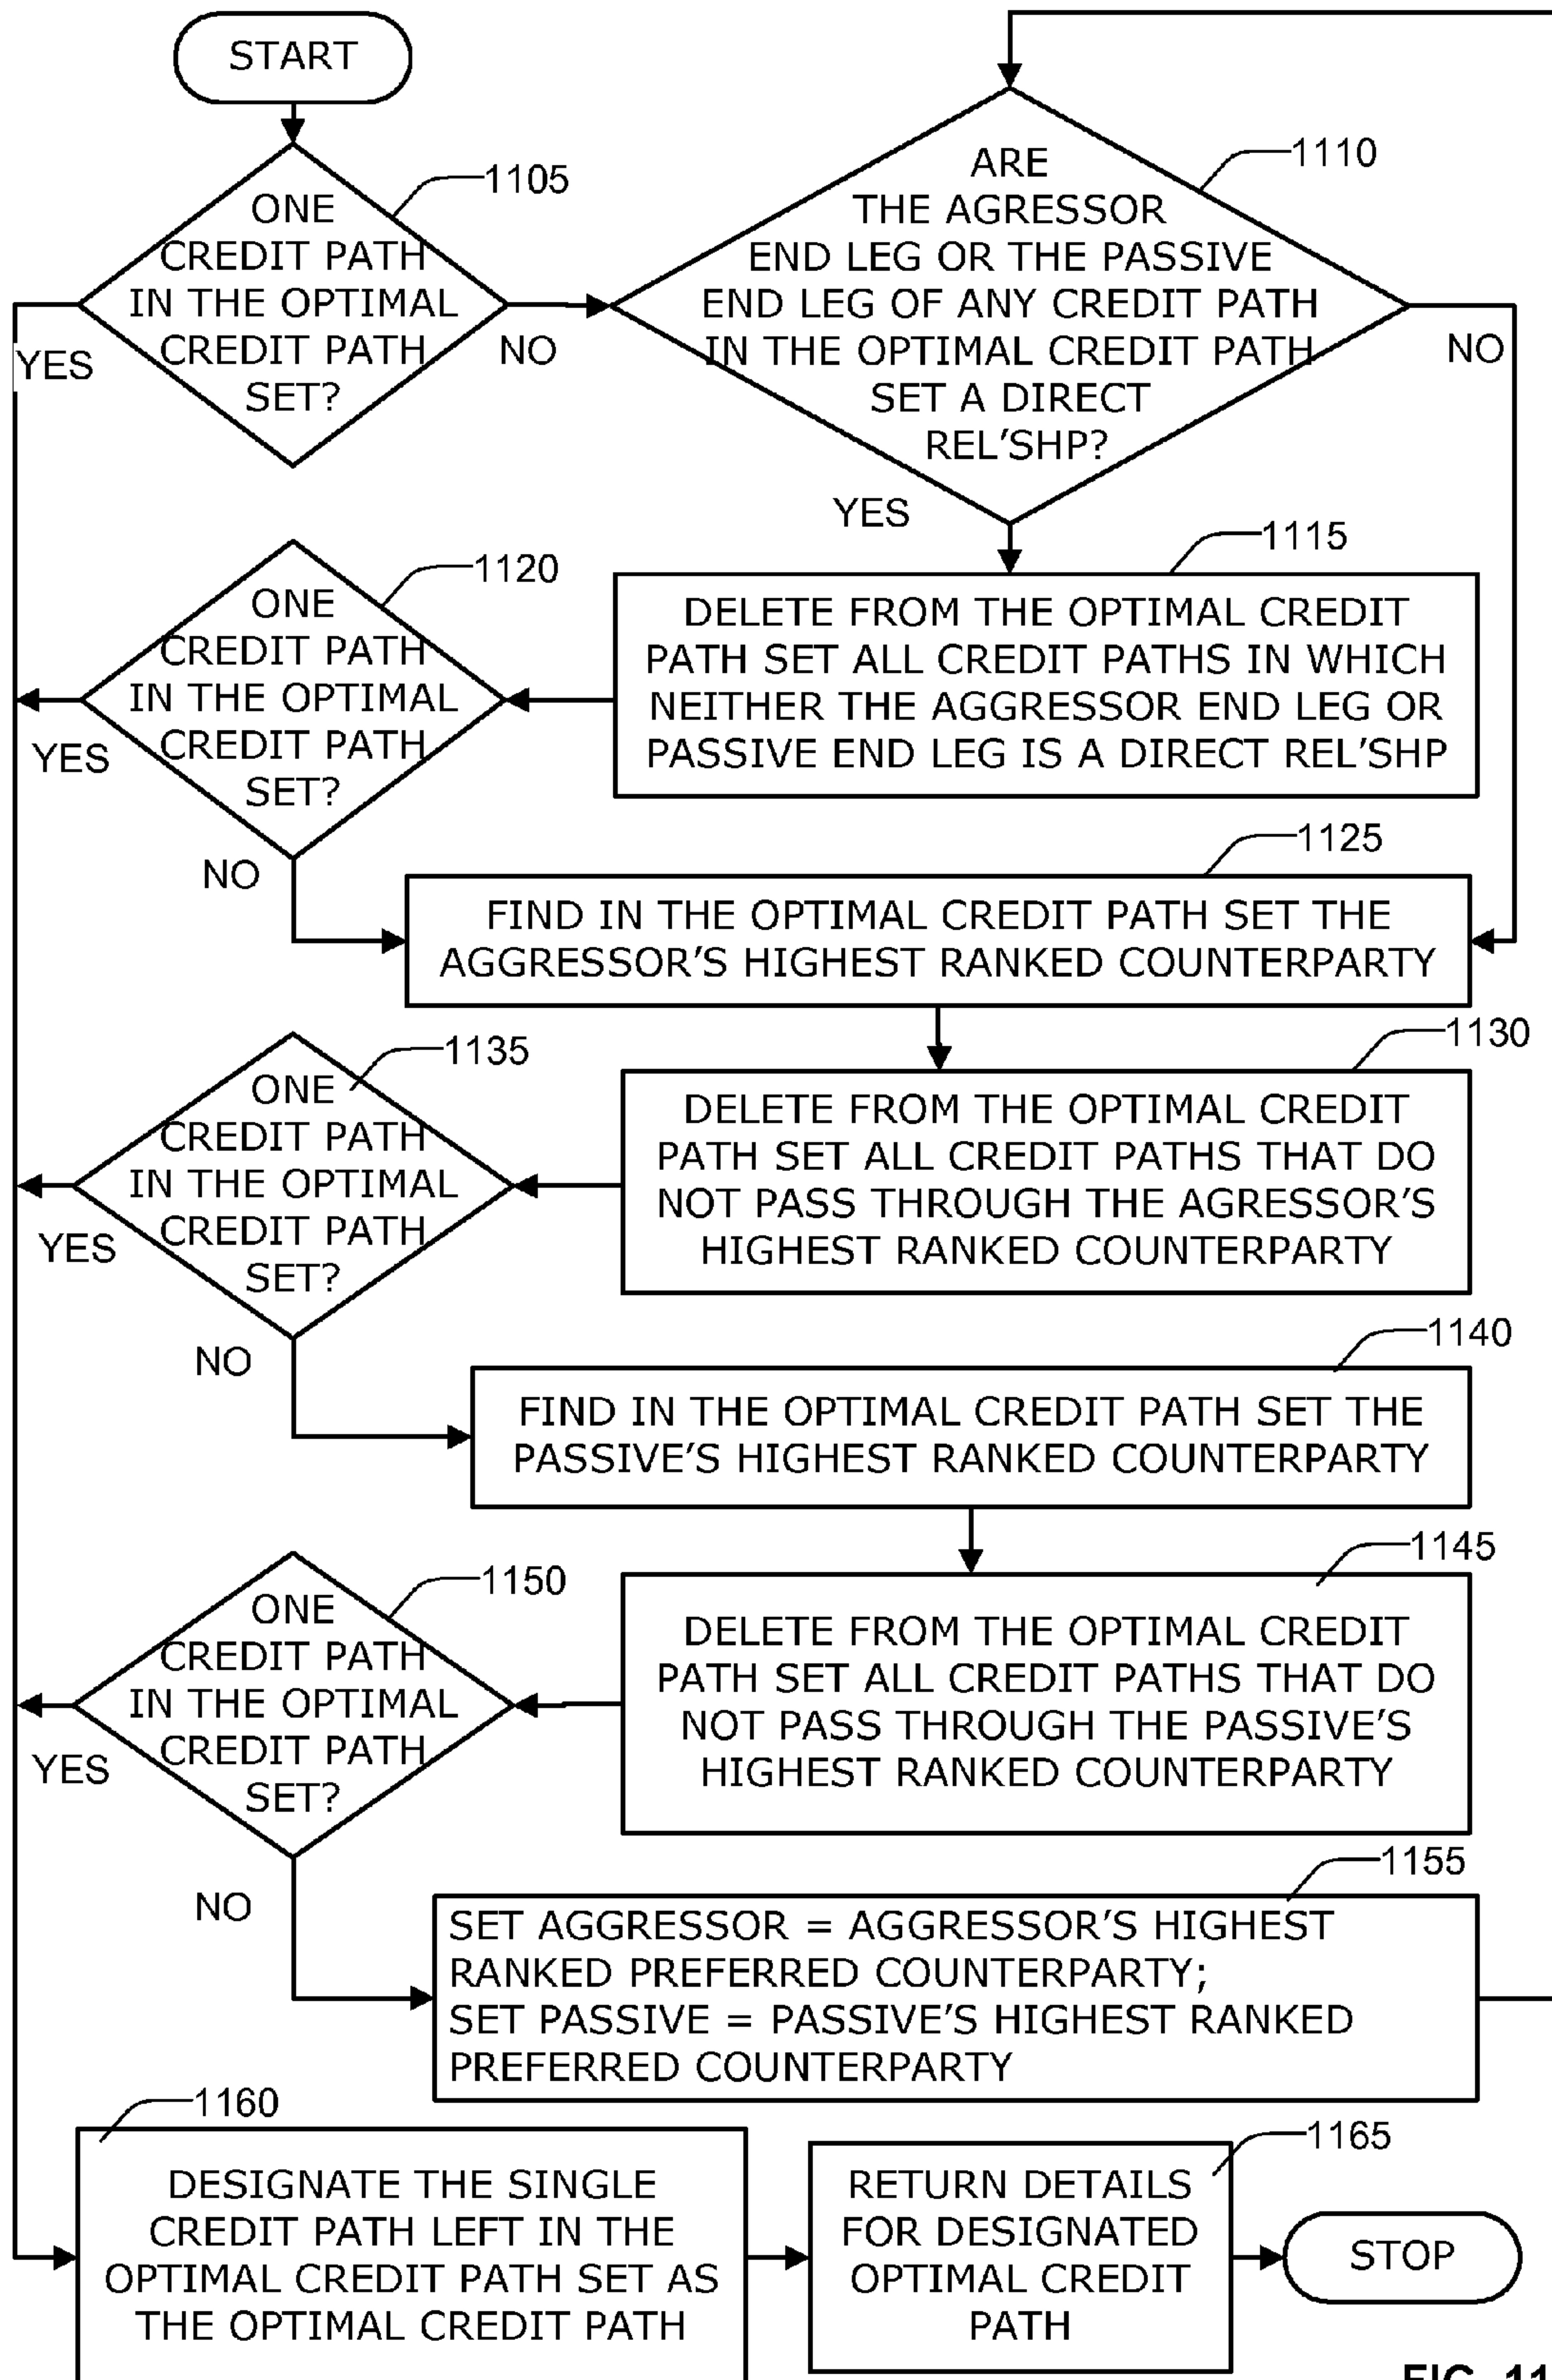 START
1105
ONE
CREDIT PATH
IN THE OPTIMAL
CREDIT PATH
SET?
YES
NO
1110
ARE
THE AGRESSOR
END LEG OR THE PASSIVE
END LEG OF ANY CREDIT PATH
IN THE OPTIMAL CREDIT PATH
SET A DIRECT
REL'SHP?
NO
YES
1115
DELETE FROM THE OPTIMAL CREDIT
PATH SET ALL CREDIT PATHS IN WHICH
NEITHER THE AGGRESSOR END LEG OR
PASSIVE END LEG IS A DIRECT REL'SHP
1120
ONE
CREDIT PATH
IN THE OPTIMAL
CREDIT PATH
SET?
YES
NO
1125
FIND IN THE OPTIMAL CREDIT PATH SET THE
AGGRESSOR'S HIGHEST RANKED COUNTERPARTY
1130
DELETE FROM THE OPTIMAL CREDIT
PATH SET ALL CREDIT PATHS THAT DO
NOT PASS THROUGH THE AGRESSOR'S
HIGHEST RANKED COUNTERPARTY
1135
ONE
CREDIT PATH
IN THE OPTIMAL
CREDIT PATH
SET?
YES
NO
1140
FIND IN THE OPTIMAL CREDIT PATH SET THE
PASSIVE'S HIGHEST RANKED COUNTERPARTY
1145
DELETE FROM THE OPTIMAL CREDIT
PATH SET ALL CREDIT PATHS THAT DO
NOT PASS THROUGH THE PASSIVE'S
HIGHEST RANKED COUNTERPARTY
1150
ONE
CREDIT PATH
IN THE OPTIMAL
CREDIT PATH
SET?
YES
NO
1155
SET AGGRESSOR = AGGRESSOR'S HIGHEST
RANKED PREFERRED COUNTERPARTY;
SET PASSIVE = PASSIVE'S HIGHEST RANKED
PREFERRED COUNTERPARTY
1160
DESIGNATE THE SINGLE
CREDIT PATH LEFT IN THE
OPTIMAL CREDIT PATH SET AS
THE OPTIMAL CREDIT PATH
1165
RETURN DETAILS
FOR DESIGNATED
OPTIMAL CREDIT
PATH
STOP
FIG. 11